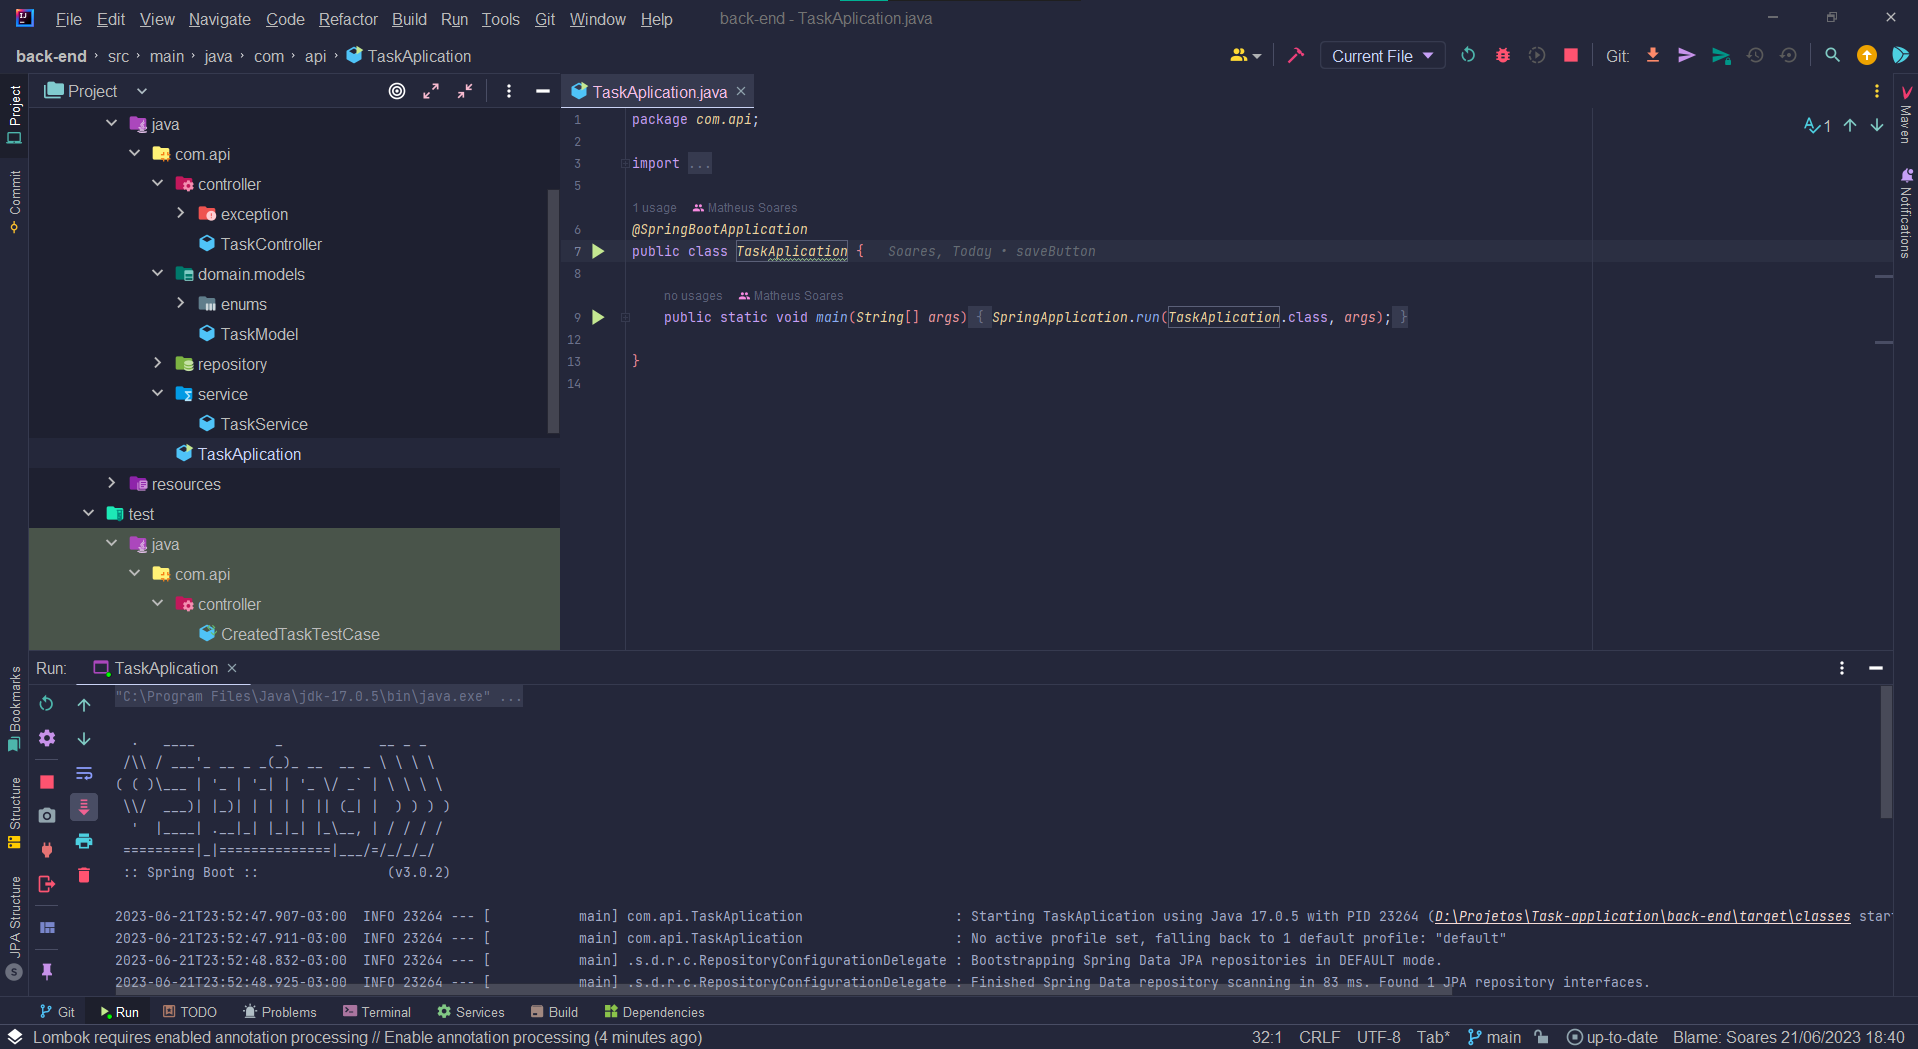 File Edit View Navigate Code Refactor Build Run Tools Git Window Help back-end - TaskAplication.java
back-end › src › main › java › com › api › TaskAplication
Current File
Git:
Project
TaskAplication.java
java
com.api
controller
exception
TaskController
domain.models
enums
TaskModel
repository
service
TaskService
TaskAplication
resources
test
java
com.api
controller
CreatedTaskTestCase
1 package com.api;
2
3 import ...
5
1 usage Matheus Soares
6 @SpringBootApplication
7 public class TaskAplication { Soares, Today • saveButton
8
no usages Matheus Soares
9 public static void main(String[] args) { SpringApplication.run(TaskAplication.class, args); }
12
13 }
14
1
Project
Commit
Bookmarks
Structure
JPA Structure
Maven
Notifications
Run: TaskAplication
"C:\Program Files\Java\jdk-17.0.5\bin\java.exe" ...
  .   ____          _            __ _ _
 /\\ / ___'_ __ _ _(_)_ __  __ _ \ \ \ \
( ( )\___ | '_ | '_| | '_ \/ _` | \ \ \ \
 \\/  ___)| |_)| | | | | || (_| |  ) ) ) )
  '  |____| .__|_| |_|_| |_\__, | / / / /
 =========|_|==============|___/=/_/_/_/
 :: Spring Boot ::                (v3.0.2)
2023-06-21T23:52:47.907-03:00  INFO 23264 --- [           main] com.api.TaskAplication                   : Starting TaskAplication using Java 17.0.5 with PID 23264 (D:\Projetos\Task-application\back-end\target\classes star
2023-06-21T23:52:47.911-03:00  INFO 23264 --- [           main] com.api.TaskAplication                   : No active profile set, falling back to 1 default profile: "default"
2023-06-21T23:52:48.832-03:00  INFO 23264 --- [           main] .s.d.r.c.RepositoryConfigurationDelegate : Bootstrapping Spring Data JPA repositories in DEFAULT mode.
2023-06-21T23:52:48.925-03:00  INFO 23264 --- [           main] .s.d.r.c.RepositoryConfigurationDelegate : Finished Spring Data repository scanning in 83 ms. Found 1 JPA repository interfaces.
Git Run TODO Problems Terminal Services Build Dependencies
Lombok requires enabled annotation processing // Enable annotation processing (4 minutes ago) 32:1 CRLF UTF-8 Tab* main up-to-date Blame: Soares 21/06/2023 18:40